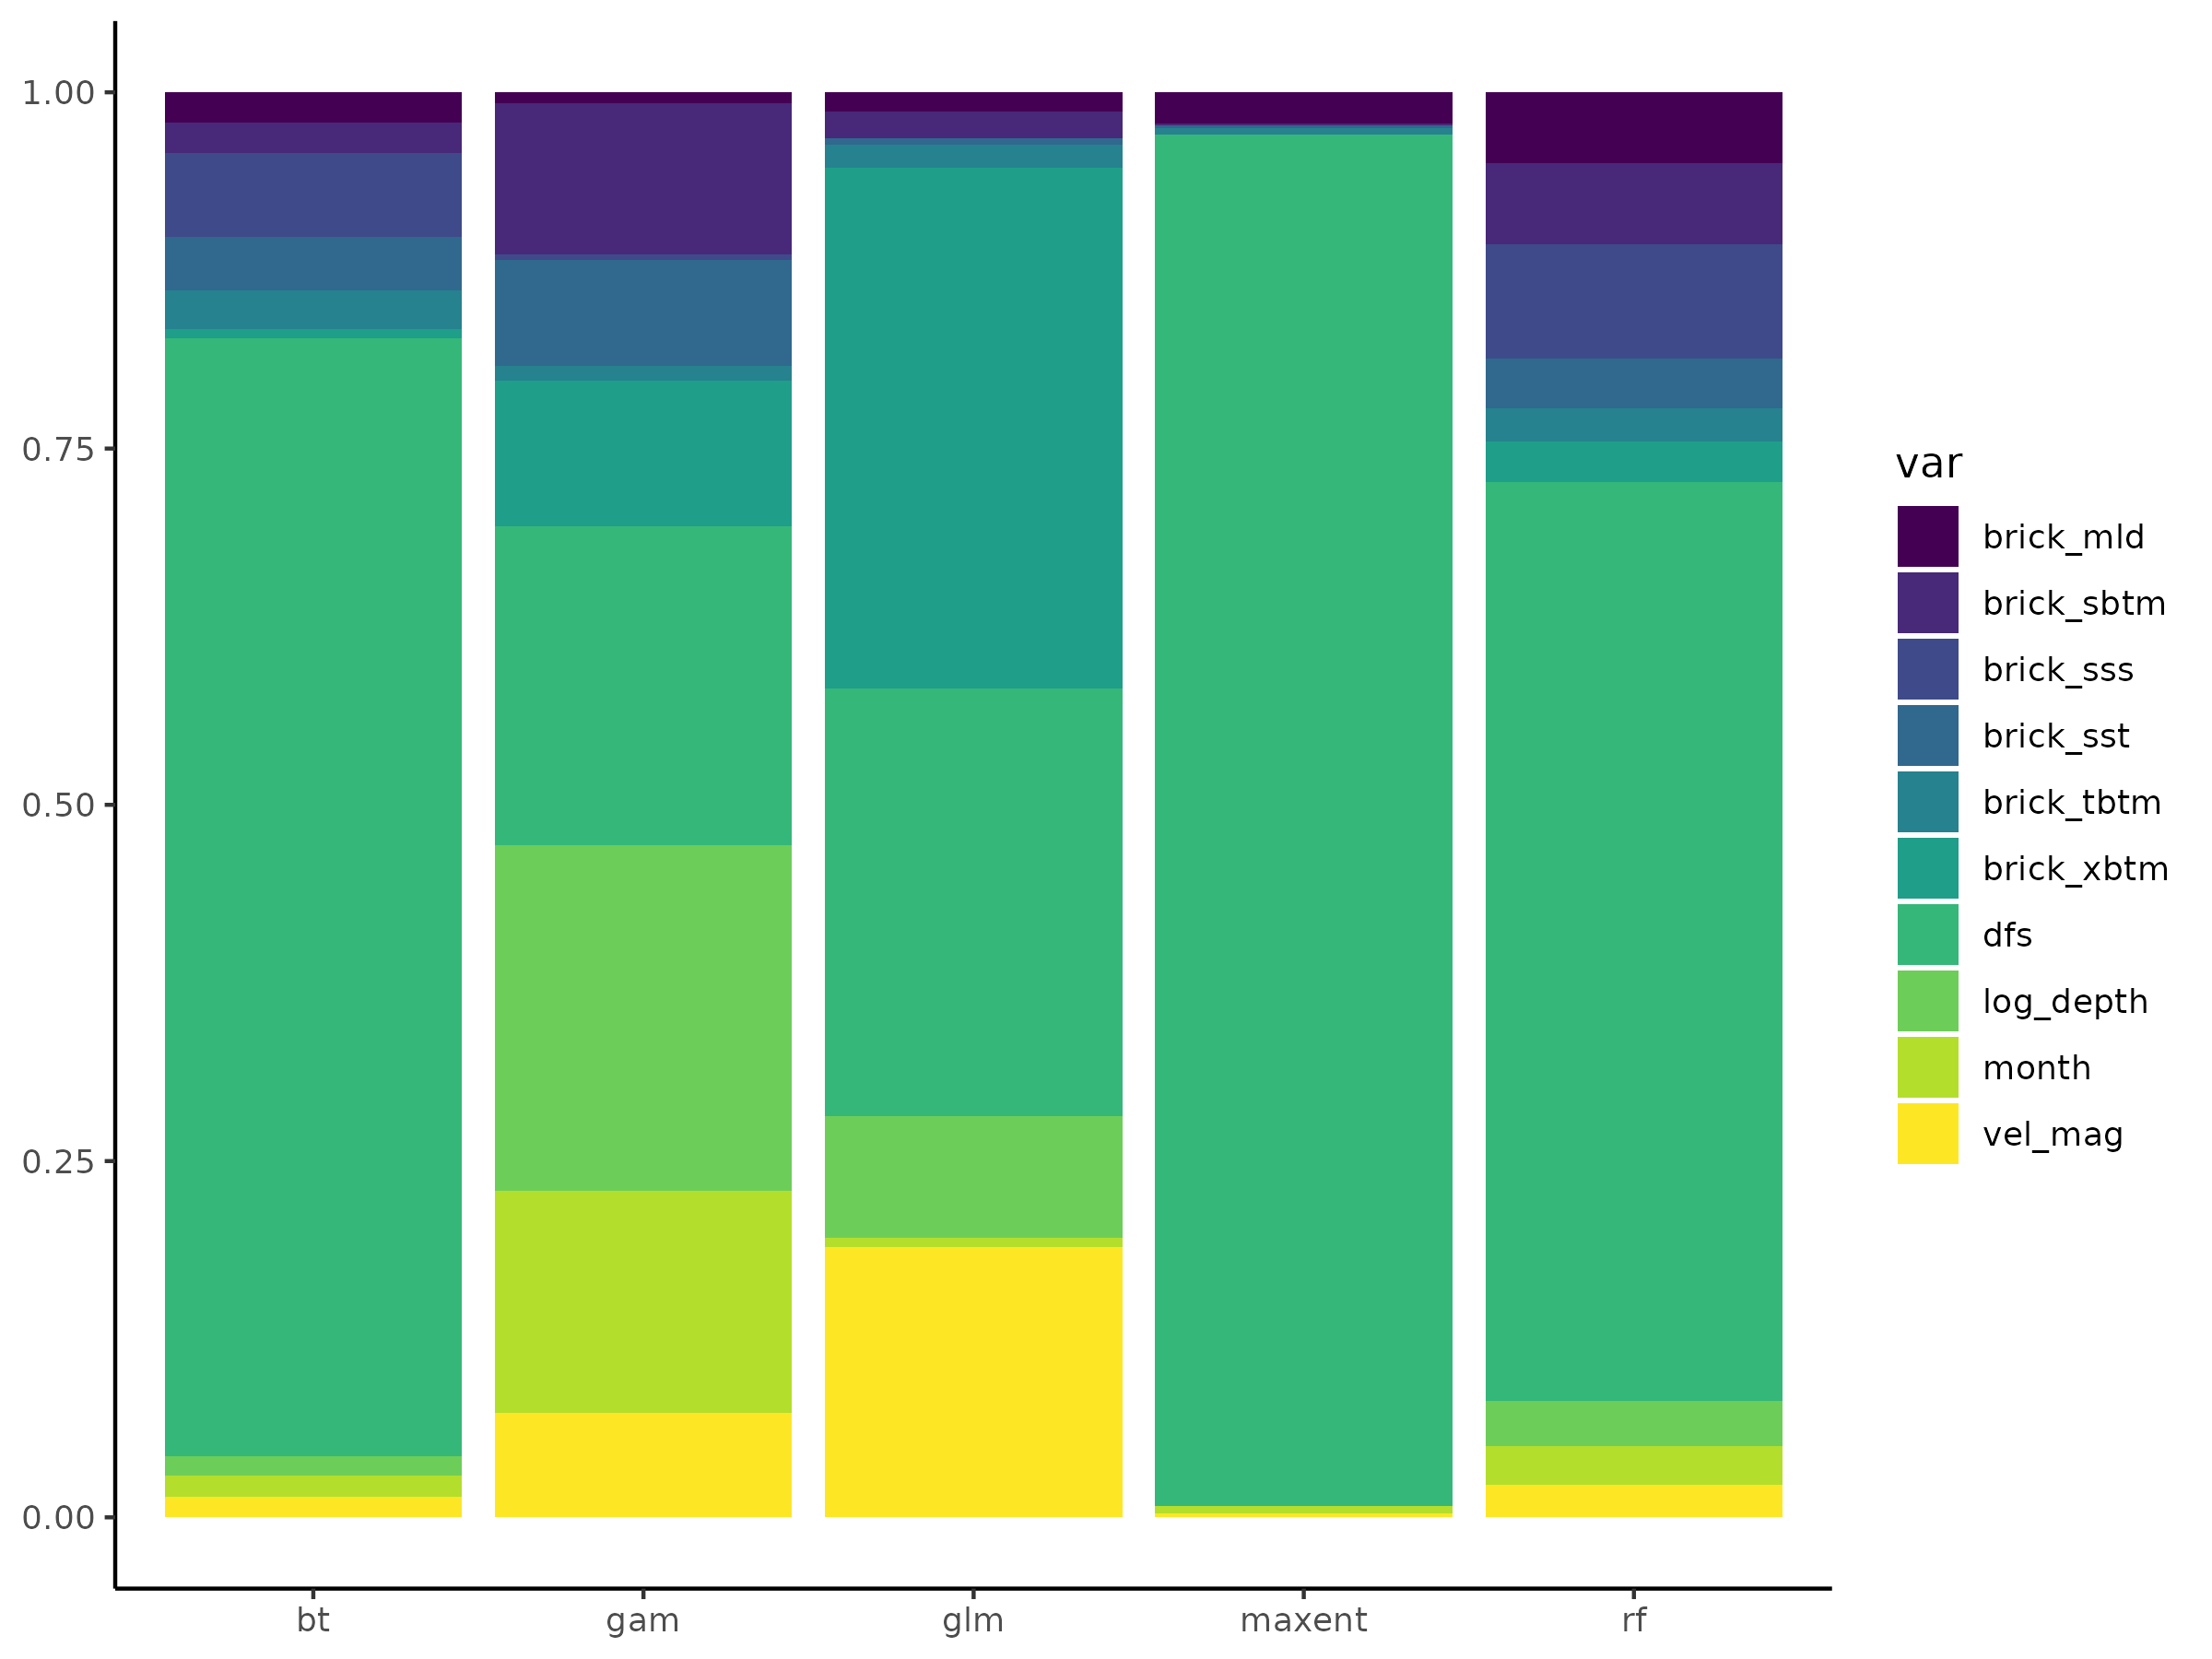 1.00
0.75
0.50
0.25
0.00
bt gam glm maxent rf
var
brick_mld
brick_sbtm
brick_sss
brick_sst
brick_tbtm
brick_xbtm
dfs
log_depth
month
vel_mag